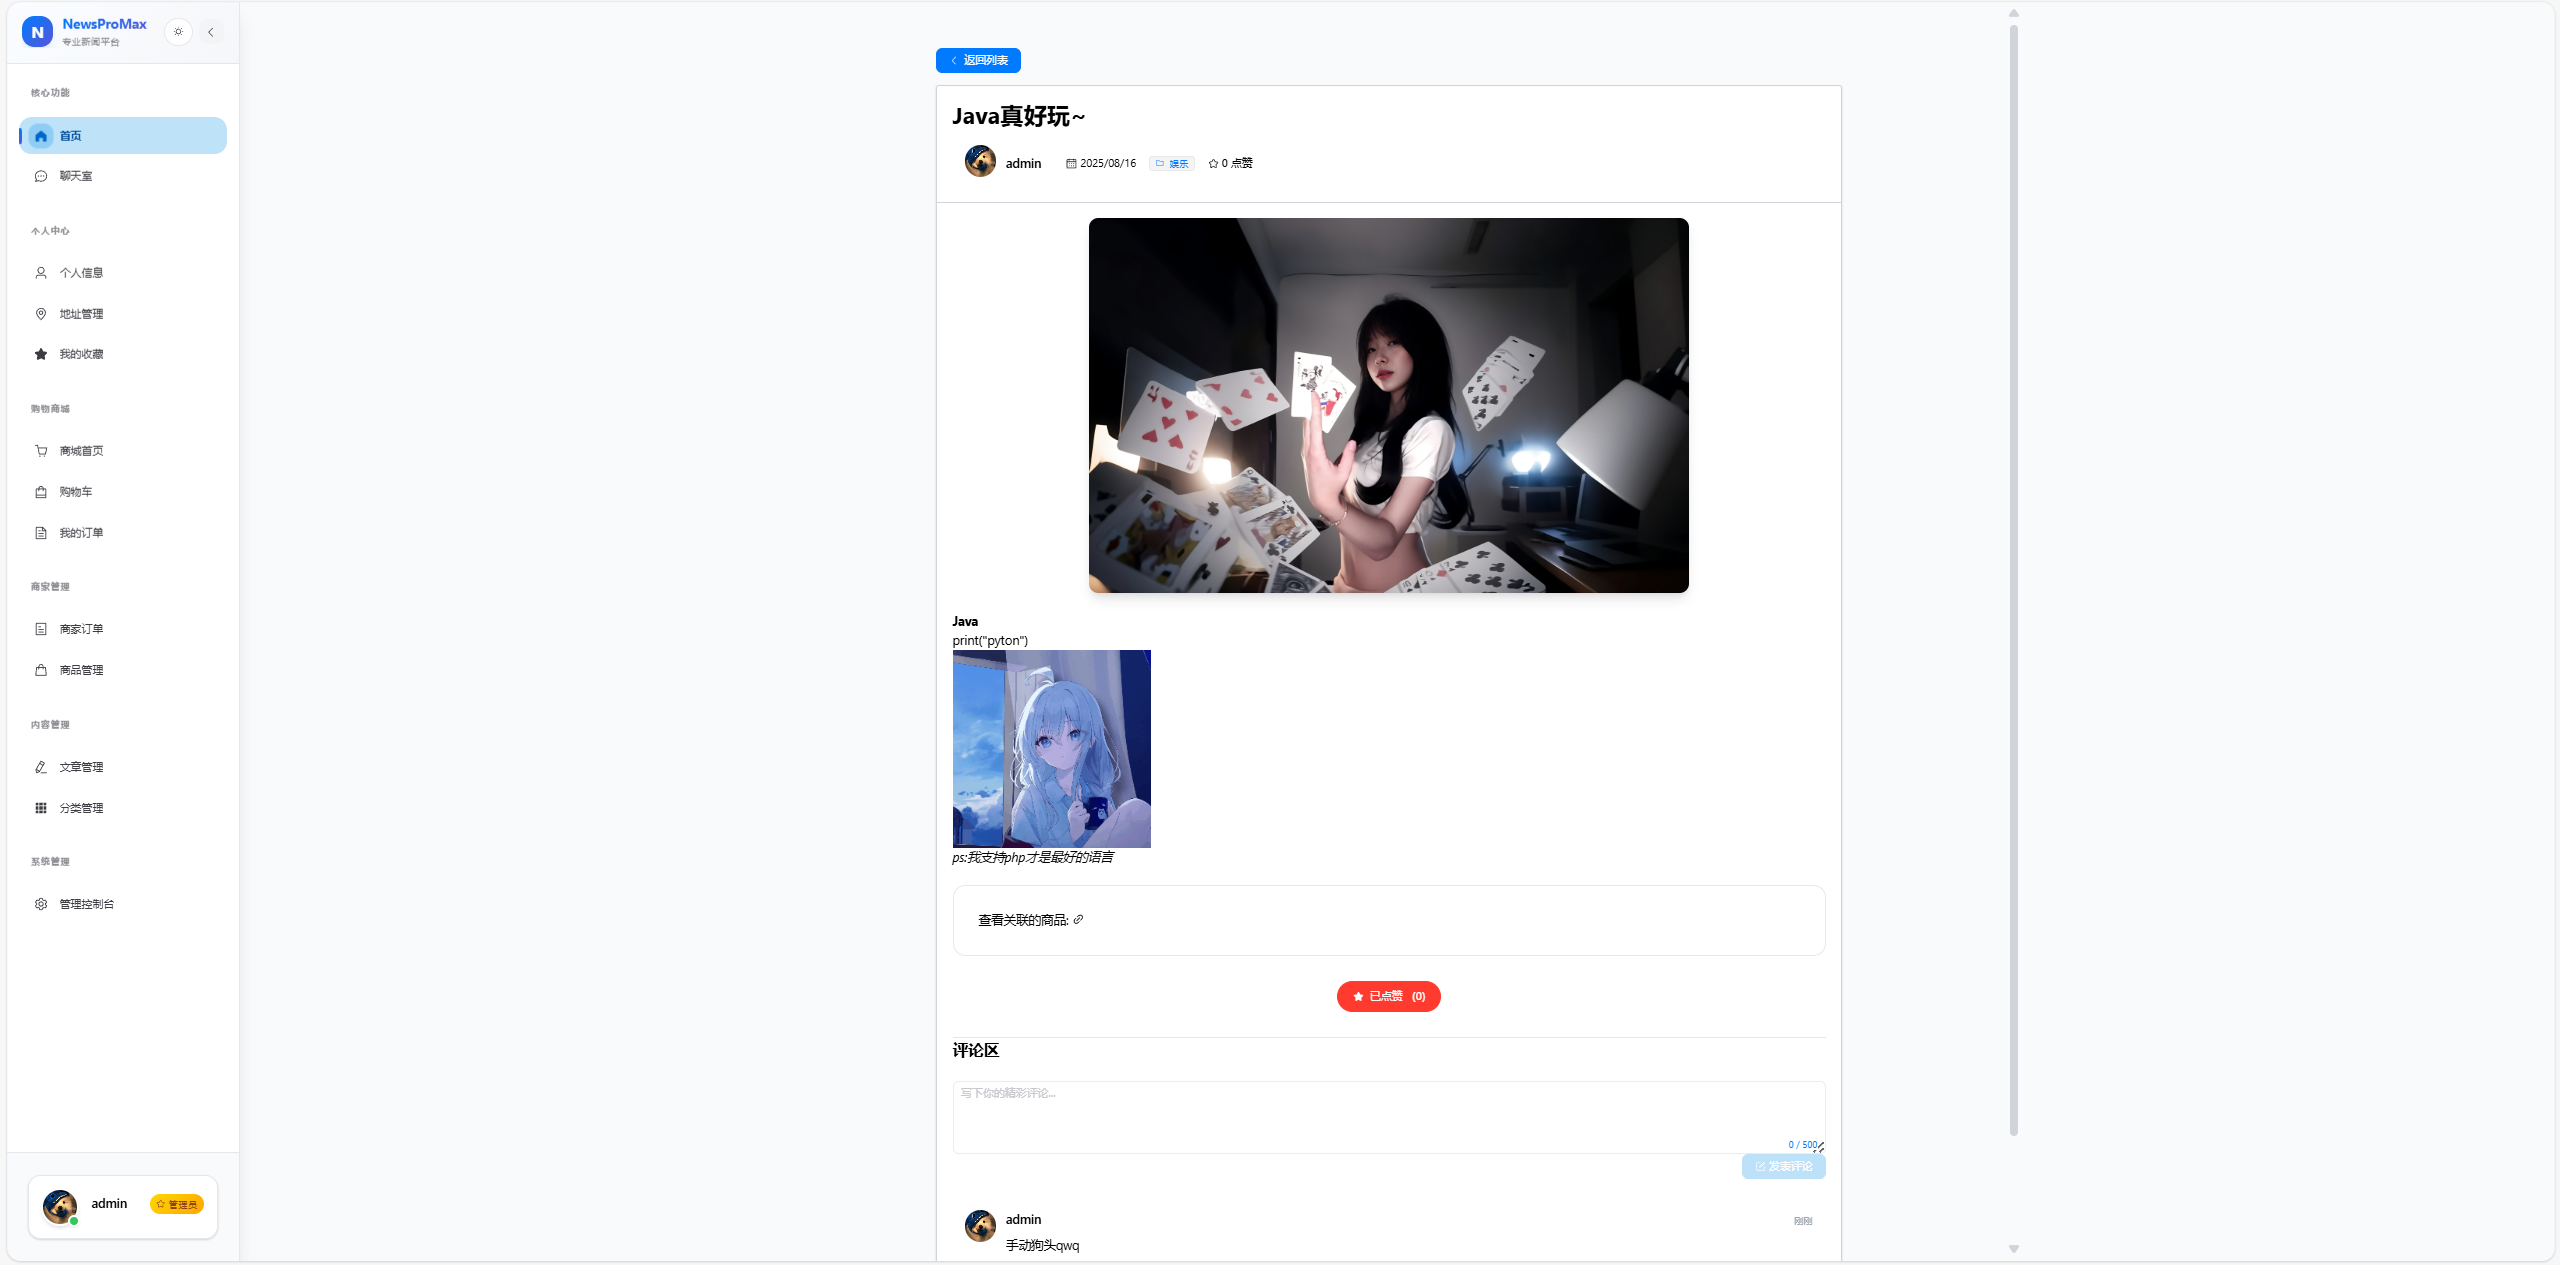 N
NewsProMax
专业新闻平台
核心功能
首页
聊天室
个人中心
个人信息
地址管理
我的收藏
购物商城
商城首页
购物车
我的订单
商家管理
商家订单
商品管理
内容管理
文章管理
分类管理
系统管理
管理控制台
admin
管理员
返回列表
Java真好玩~
admin 2025/08/16 娱乐 0 点赞
Java
print("pyton")
ps:我支持php才是最好的语言
查看关联的商品:
已点赞 (0)
评论区
写下你的精彩评论...
0 / 500
发表评论
admin
刚刚
手动狗头qwq